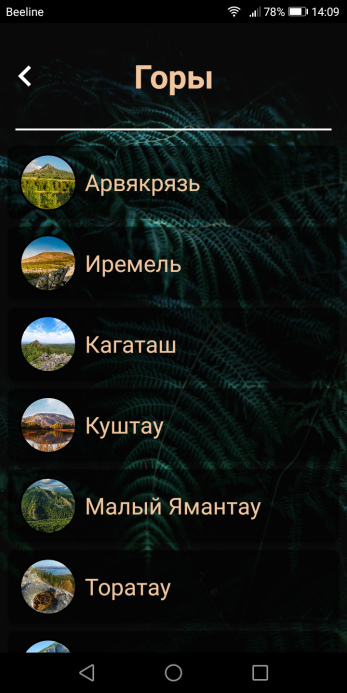 Beeline 78% 14:09
Горы
Арвякрязь
Иремель
Кагаташ
Куштау
Малый Ямантау
Торатау